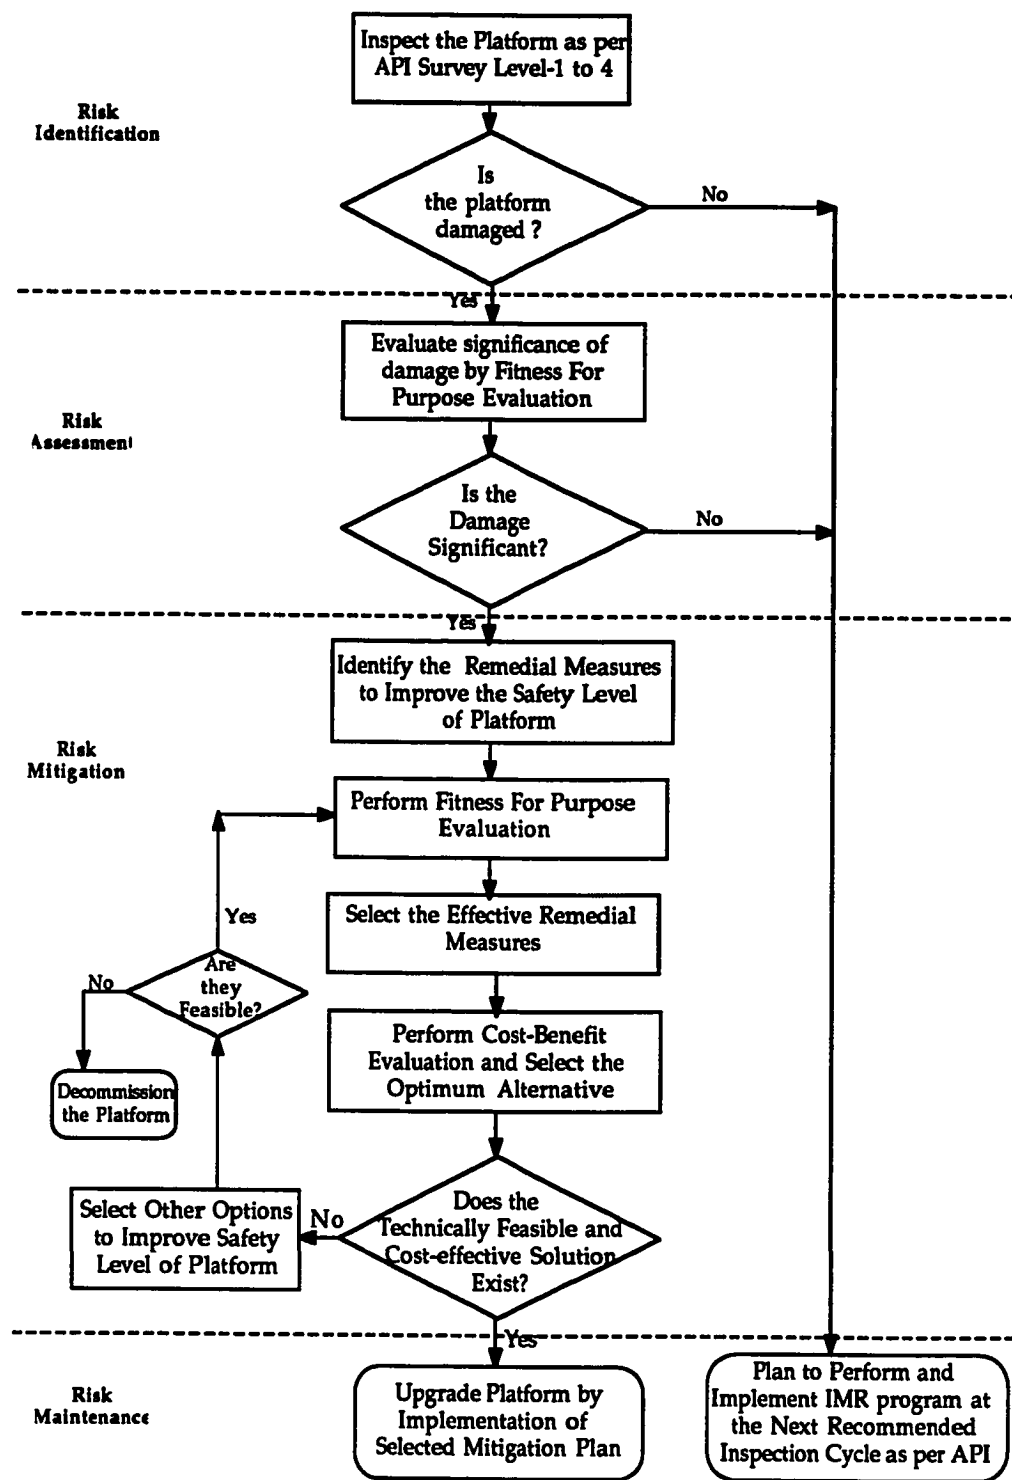 Inspect the Platform as per
API Survey Level-1 to 4
Risk
Identification
Is
the platform
damaged ?
No
Yes
Evaluate significance of
damage by Fitness For
Purpose Evaluation
Risk
Assessment
Is the
Damage
Significant?
No
Yes
Identify the Remedial Measures
to Improve the Safety Level
of Platform
Risk
Mitigation
Perform Fitness For Purpose
Evaluation
Yes
Select the Effective Remedial
Measures
Are
they
Feasible?
No
Perform Cost-Benefit
Evaluation and Select the
Optimum Alternative
Decommission
the Platform
Select Other Options
to Improve Safety
Level of Platform
No
Does the
Technically Feasible and
Cost-effective Solution
Exist?
Yes
Risk
Maintenance
Upgrade Platform by
Implementation of
Selected Mitigation Plan
Plan to Perform and
Implement IMR program at
the Next Recommended
Inspection Cycle as per API